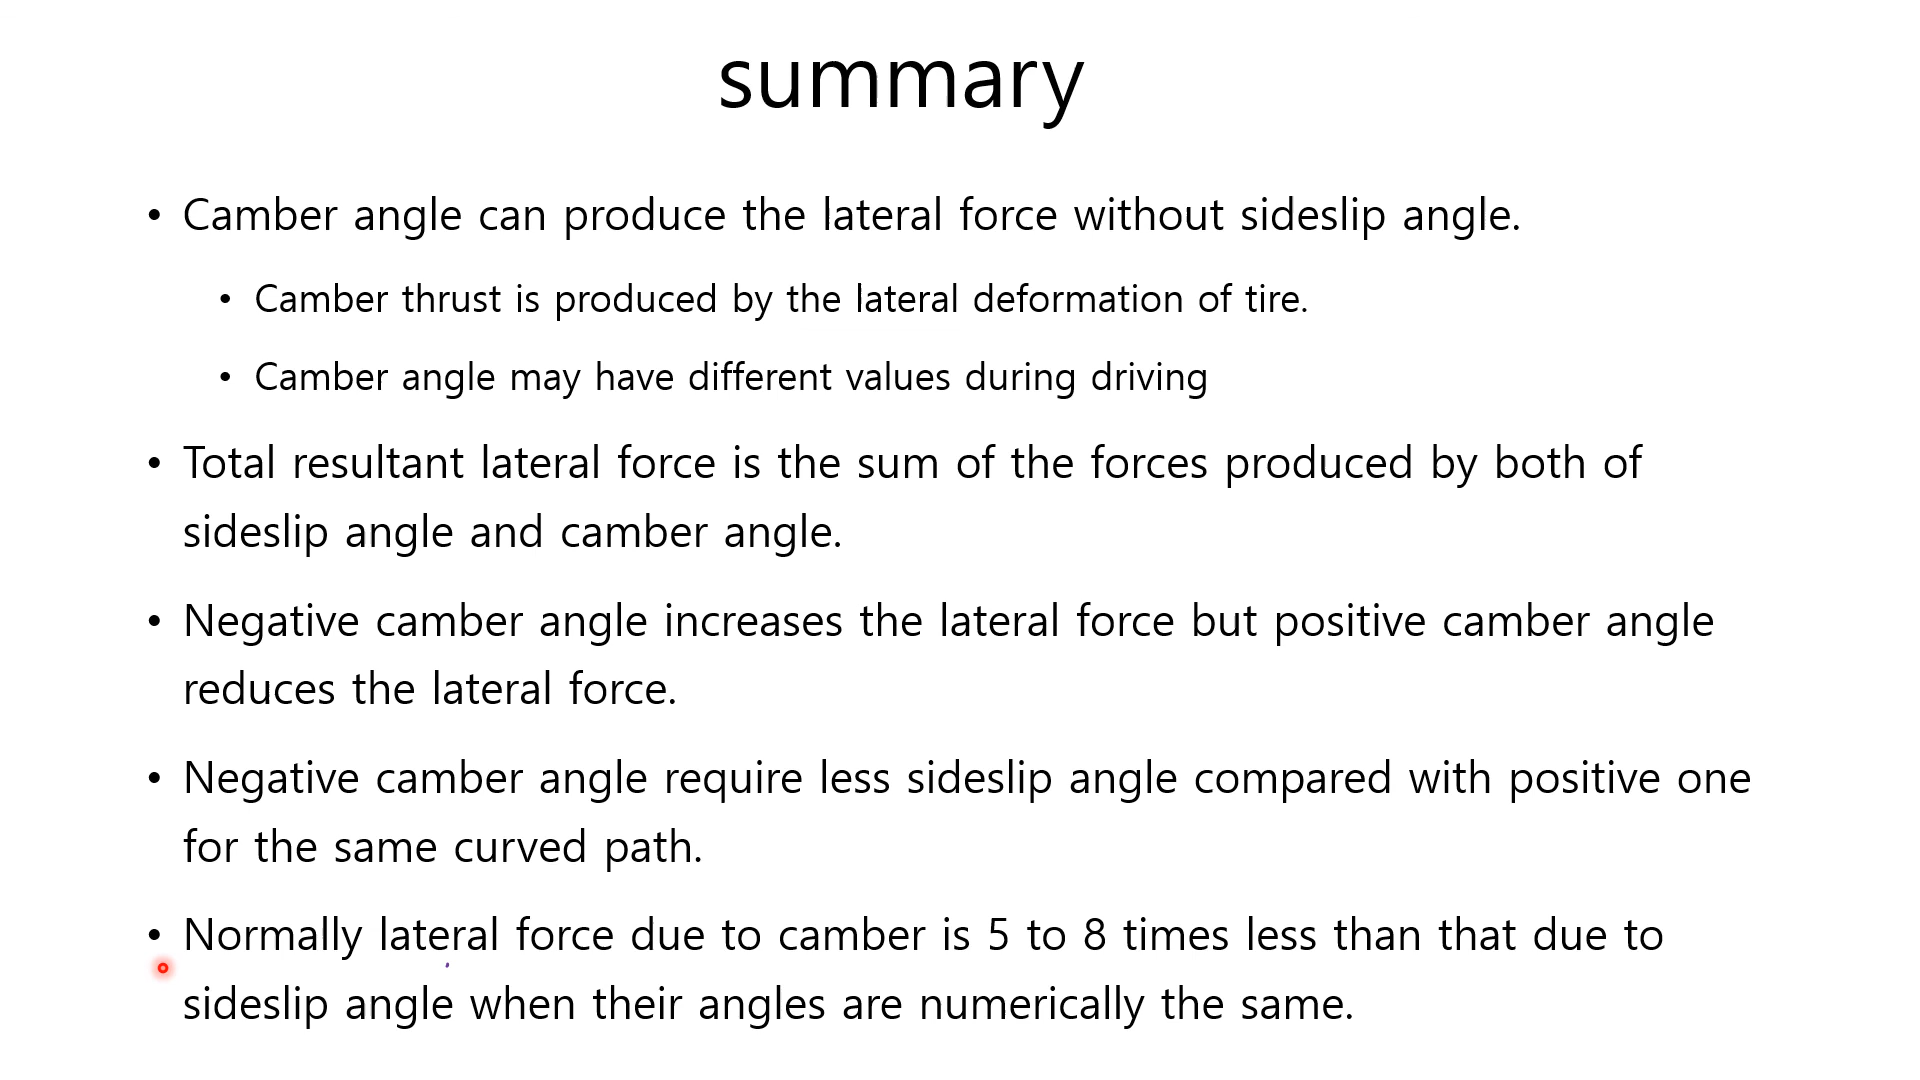 summary
• Camber angle can produce the lateral force without sideslip angle.
• Camber thrust is produced by the lateral deformation of tire.
• Camber angle may have different values during driving
• Total resultant lateral force is the sum of the forces produced by both of
sideslip angle and camber angle.
• Negative camber angle increases the lateral force but positive camber angle
reduces the lateral force.
• Negative camber angle require less sideslip angle compared with positive one
for the same curved path.
• Normally lateral force due to camber is 5 to 8 times less than that due to
sideslip angle when their angles are numerically the same.